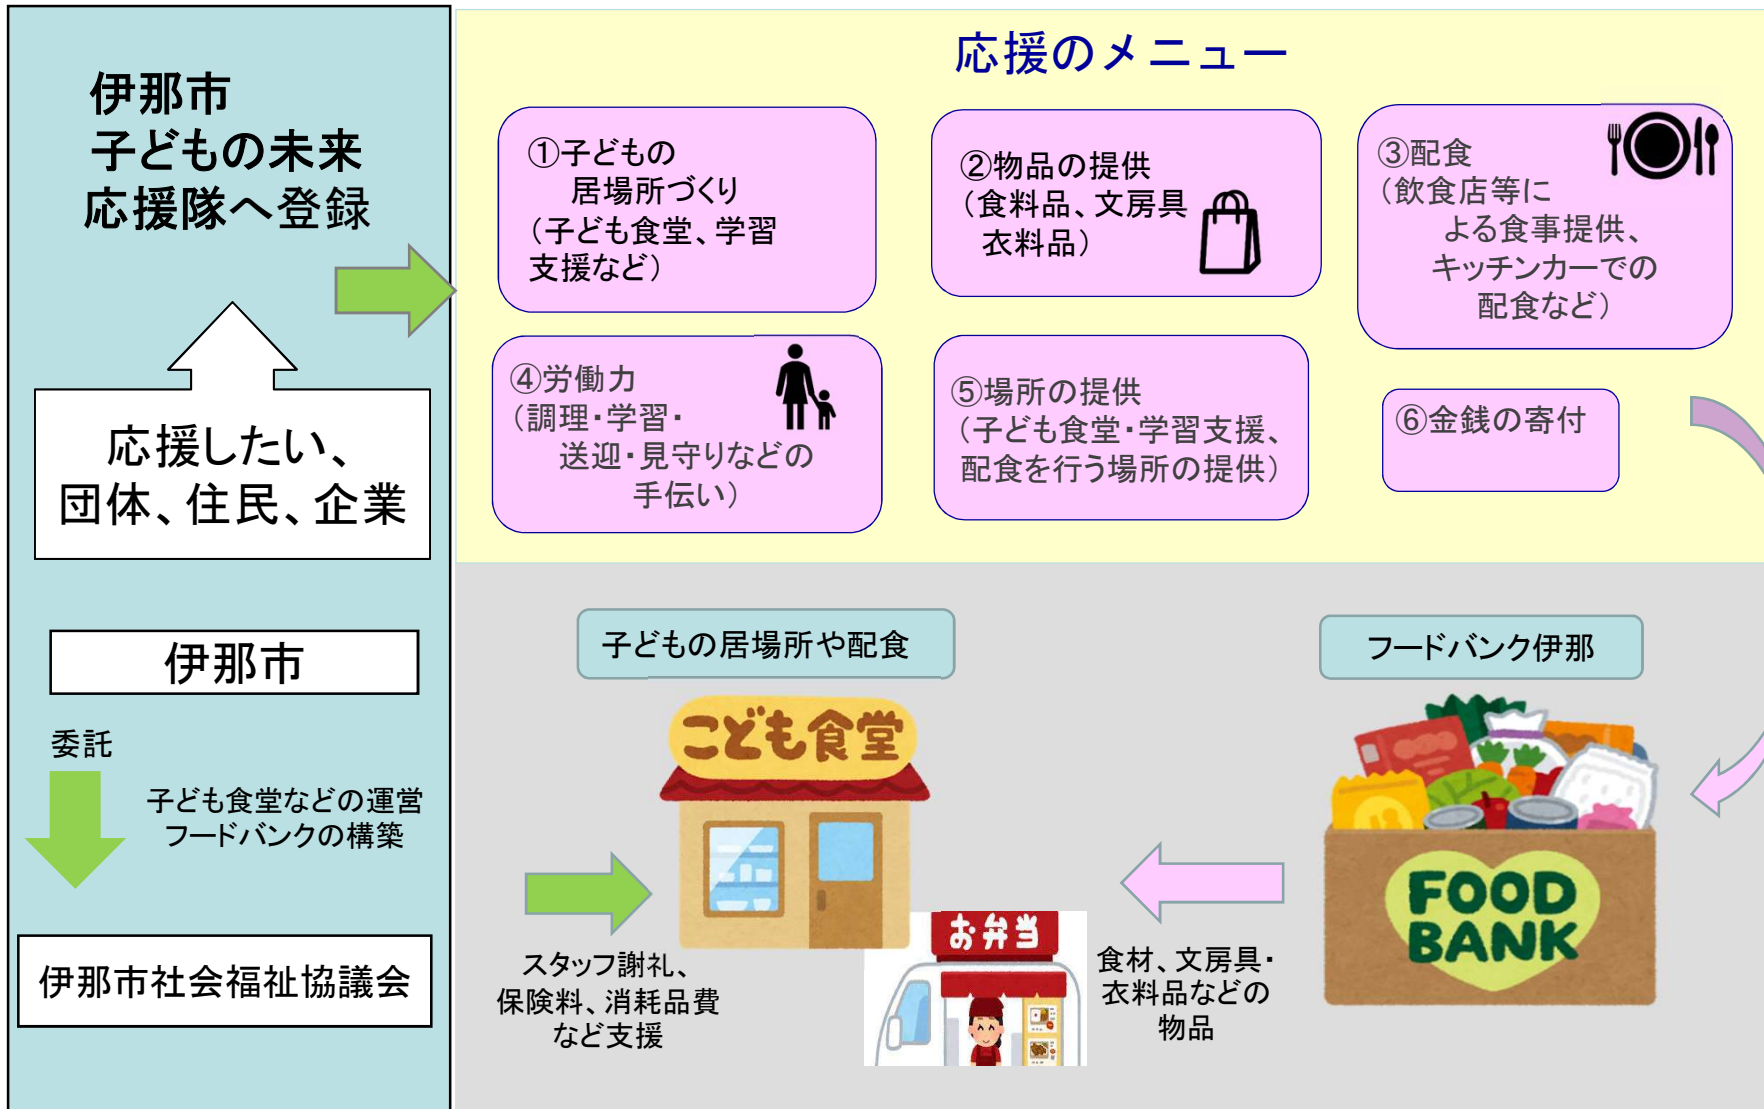 伊那市
子どもの未来
応援隊へ登録
応援したい、
団体、住民、企業
伊那市
委託
子ども食堂などの運営
フードバンクの構築
伊那市社会福祉協議会
応援のメニュー
①子どもの
居場所づくり
（子ども食堂、学習
支援など）
②物品の提供
（食料品、文房具
衣料品）
③配食
（飲食店等に
よる食事提供、
キッチンカーでの
配食など）
④労働力
（調理・学習・
送迎・見守りなどの
手伝い）
⑤場所の提供
（子ども食堂・学習支援、
配食を行う場所の提供）
⑥金銭の寄付
子どもの居場所や配食
こども食堂
お弁当
スタッフ謝礼、
保険料、消耗品費
など支援
フードバンク伊那
FOOD
BANK
食材、文房具・
衣料品などの
物品